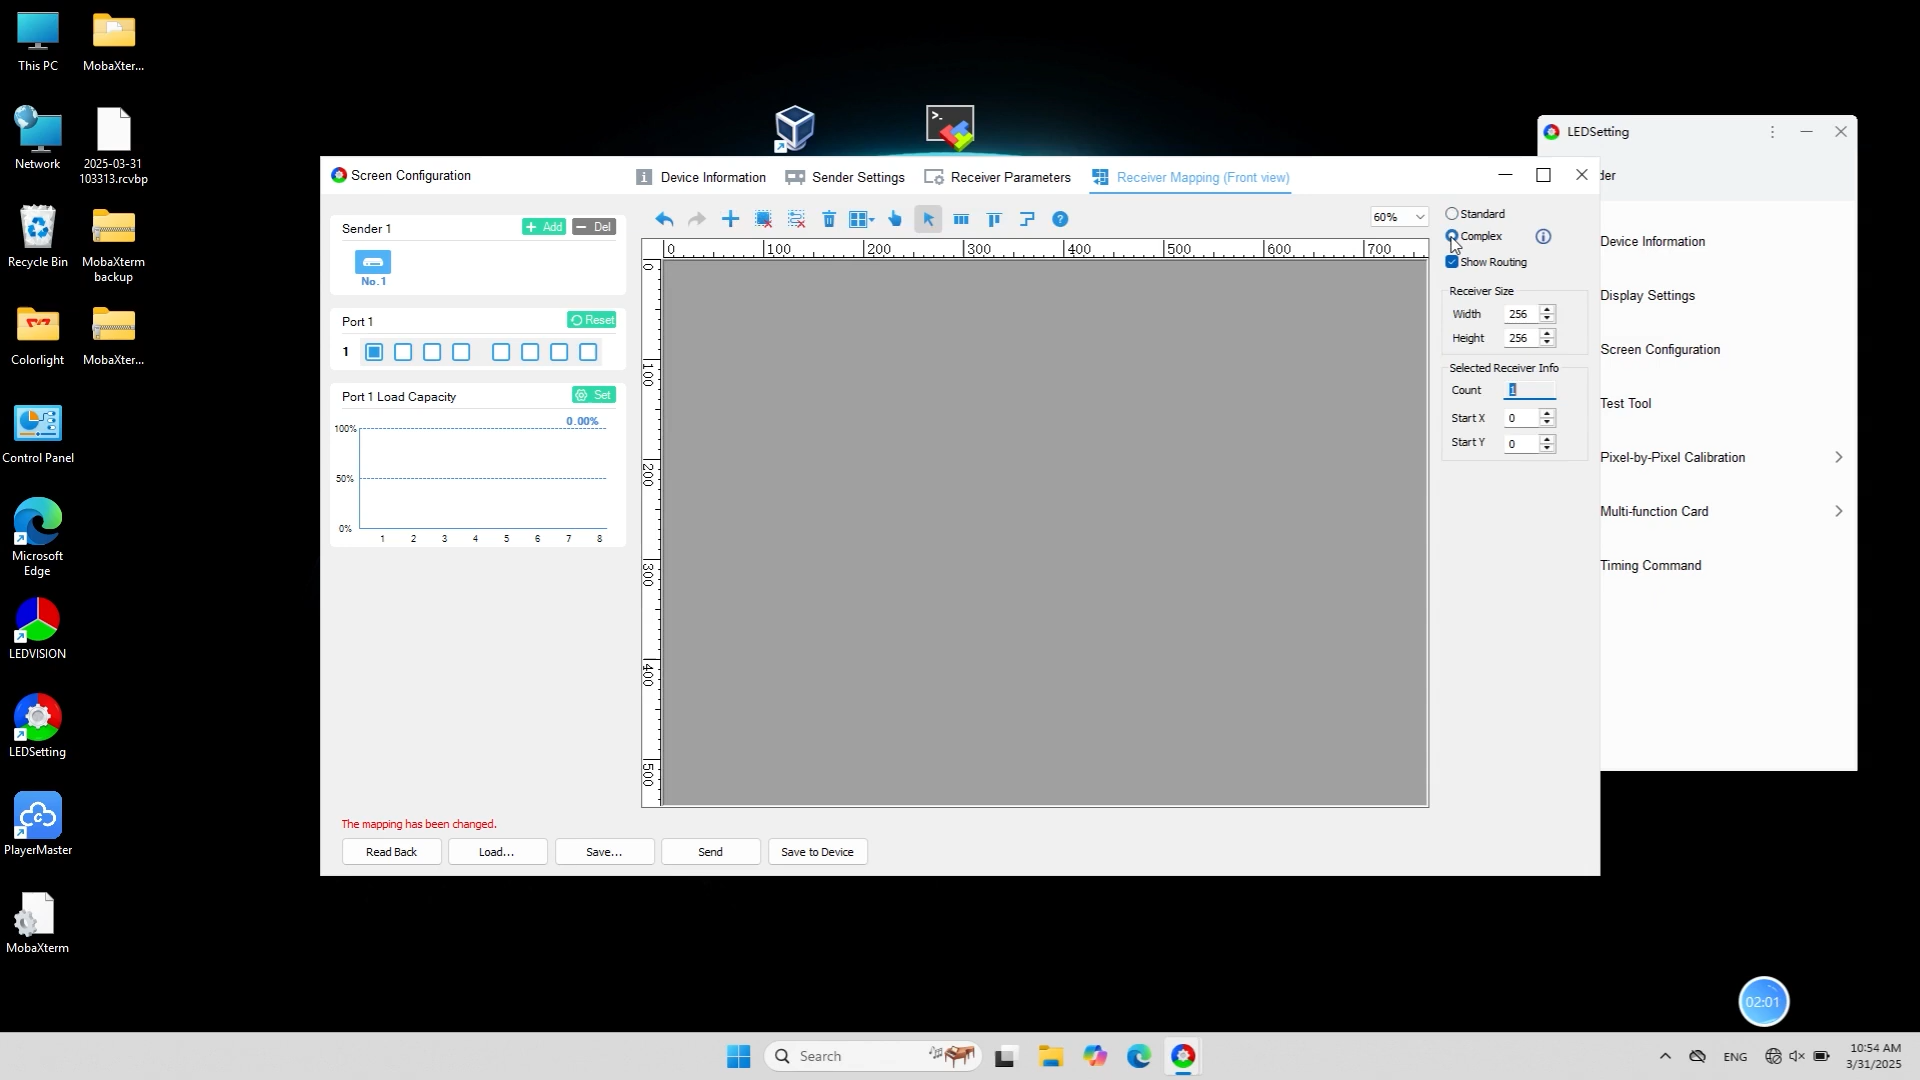 This PC
MobaXter...
Network
2025-03-31
103313.rcvbp
Recycle Bin
MobaXterm
backup
Colorlight
MobaXter...
Control Panel
Microsoft
Edge
LEDVISION
LEDSetting
PlayerMaster
MobaXterm
Screen Configuration
Device Information
Sender Settings
Receiver Parameters
Receiver Mapping (Front view)
Sender 1
Add
Del
No.1
Port 1
Reset
1
Port 1 Load Capacity
Set
0.00%
100%
50%
0%
1 2 3 4 5 6 7 8
60%
0 100 200 300 400 500 600 700
0
100
200
300
400
500
Standard
Complex
Show Routing
Receiver Size
Width 256
Height 256
Selected Receiver Info
Count 1
Start X 0
Start Y 0
The mapping has been changed.
Read Back
Load...
Save...
Send
Save to Device
LEDSetting
der
Device Information
Display Settings
Screen Configuration
Test Tool
Pixel-by-Pixel Calibration
Multi-function Card
Timing Command
02:01
Search
ENG
10:54 AM
3/31/2025